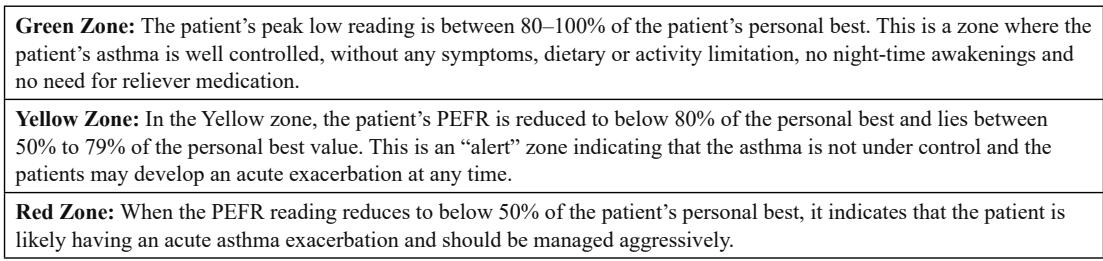 Green Zone: The patient’s peak low reading is between 80–100% of the patient’s personal best. This is a zone where the
patient’s asthma is well controlled, without any symptoms, dietary or activity limitation, no night-time awakenings and
no need for reliever medication.
Yellow Zone: In the Yellow zone, the patient’s PEFR is reduced to below 80% of the personal best and lies between
50% to 79% of the personal best value. This is an “alert” zone indicating that the asthma is not under control and the
patients may develop an acute exacerbation at any time.
Red Zone: When the PEFR reading reduces to below 50% of the patient’s personal best, it indicates that the patient is
likely having an acute asthma exacerbation and should be managed aggressively.